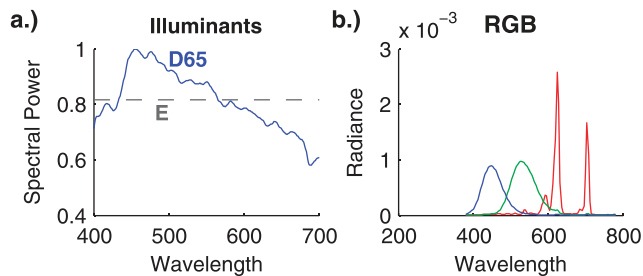 a.)
Illuminants
Spectral Power
1
0.8
0.6
0.4
D65
E
400
500
600
700
Wavelength
b.)
RGB
x 10⁻³
Radiance
3
2
1
0
200
400
600
800
Wavelength